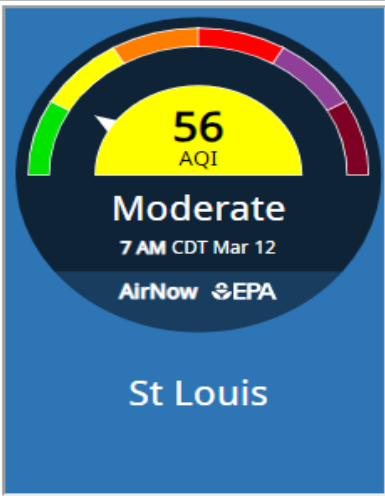 56
AQI
Moderate
7 AM CDT Mar 12
AirNow EPA
St Louis